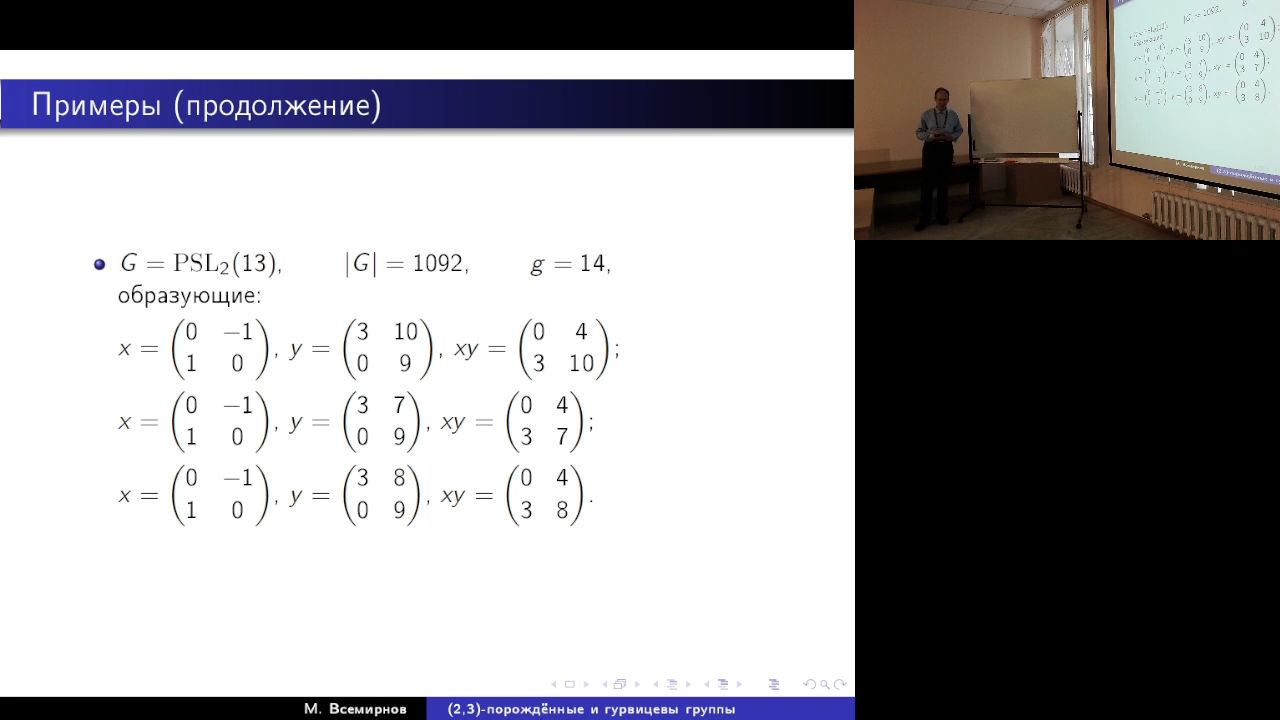 Примеры (продолжение)
G = PSL₂(13), |G| = 1092, g = 14,
образующие:
x = (0 −1; 1 0), y = (3 10; 0 9), xy = (0 4; 3 10);
x = (0 −1; 1 0), y = (3 7; 0 9), xy = (0 4; 3 7);
x = (0 −1; 1 0), y = (3 8; 0 9), xy = (0 4; 3 8).
М. Всемирнов (2,3)-порождённые и гурвицевы группы